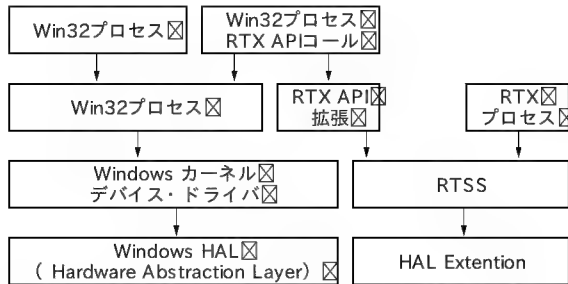 Win32プロセス
Win32プロセス
RTX APIコール
Win32プロセス
RTX API
拡張
RTX
プロセス
Windows カーネル
デバイス・ドライバ
RTSS
Windows HAL
( Hardware Abstraction Layer)
HAL Extention